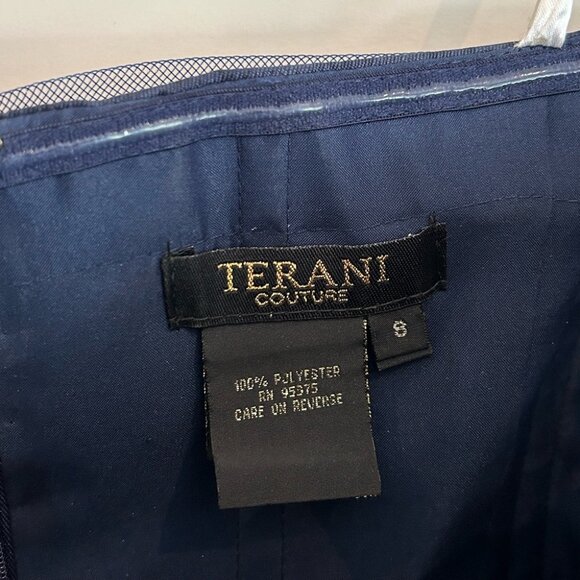 TERANI
COUTURE
8
100% POLYESTER
RN 95375
CARE ON REVERSE